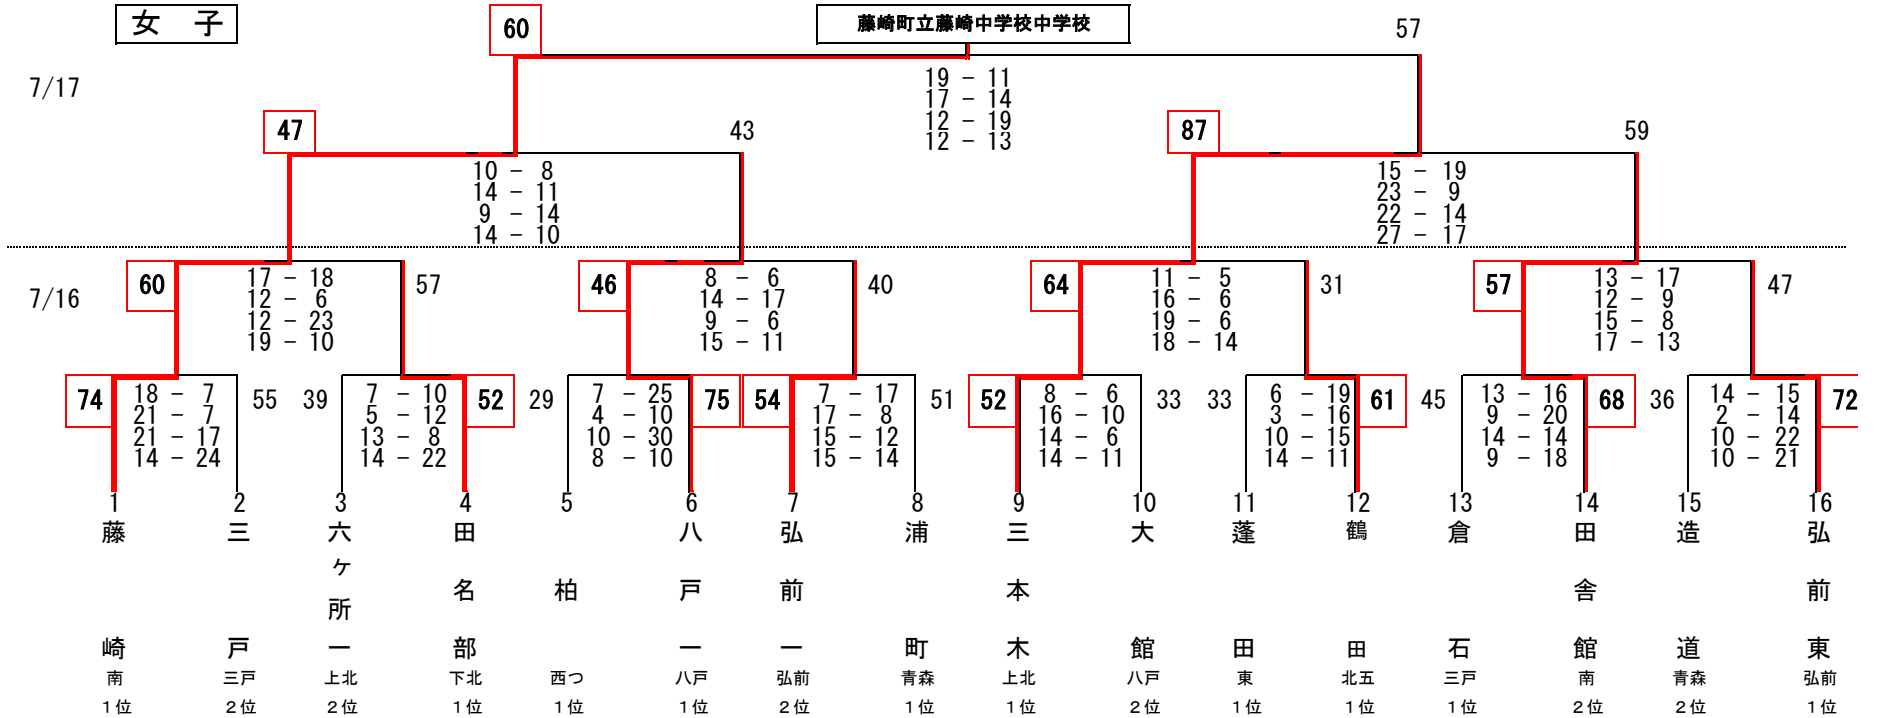 女 子
60
藤崎町立藤崎中学校中学校
57
7/17
19 - 11
17 - 14
12 - 19
12 - 13
47
43
87
59
10 - 8
14 - 11
9 - 14
14 - 10
15 - 19
23 - 9
22 - 14
27 - 17
7/16
60
17 - 18
12 - 6
12 - 23
19 - 10
57
46
8 - 6
14 - 17
9 - 6
15 - 11
40
64
11 - 5
16 - 6
19 - 6
18 - 14
31
57
13 - 17
12 - 9
15 - 8
17 - 13
47
74
18 - 7
21 - 7
21 - 17
14 - 24
55
39
7 - 10
5 - 12
13 - 8
14 - 22
52
29
7 - 25
4 - 10
10 - 30
8 - 10
75
54
7 - 17
17 - 8
15 - 12
15 - 14
51
52
8 - 6
16 - 10
14 - 6
14 - 11
33
33
6 - 19
3 - 16
10 - 15
14 - 11
61
45
13 - 16
9 - 20
14 - 14
9 - 18
68
36
14 - 15
2 - 14
10 - 22
10 - 21
72
1 2 3 4 5 6 7 8 9 10 11 12 13 14 15 16
藤崎
三戸
六ヶ所一
田名部
柏
八戸一
弘前一
浦町
三本木
大館
蓬田
鶴田
倉石
田舎館
造道
弘前東
南 三戸 上北 下北 西つ 八戸 弘前 青森 上北 八戸 東 北五 三戸 南 青森 弘前
1位 2位 2位 1位 1位 1位 2位 1位 1位 2位 1位 1位 1位 2位 2位 1位